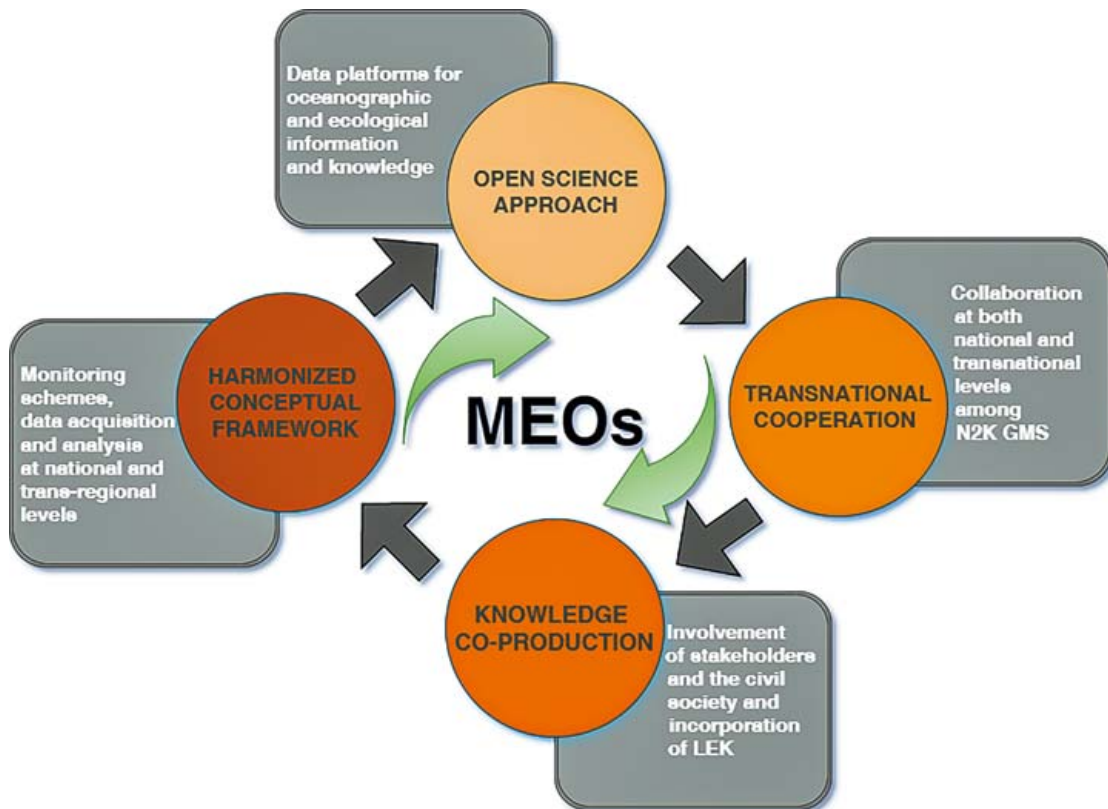 Data platforms for
oceanographic
and ecological
information
and knowledge
OPEN SCIENCE
APPROACH
Collaboration
at both
national and
transnational
levels
among
N2K GMS
TRANSNATIONAL
COOPERATION
MEOs
Monitoring
schemes,
data acquisition
and analysis
at national and
trans-regional
levels
HARMONIZED
CONCEPTUAL
FRAMEWORK
KNOWLEDGE
CO-PRODUCTION
Involvement
of stakeholders
and the civil
society and
incorporation
of LEK